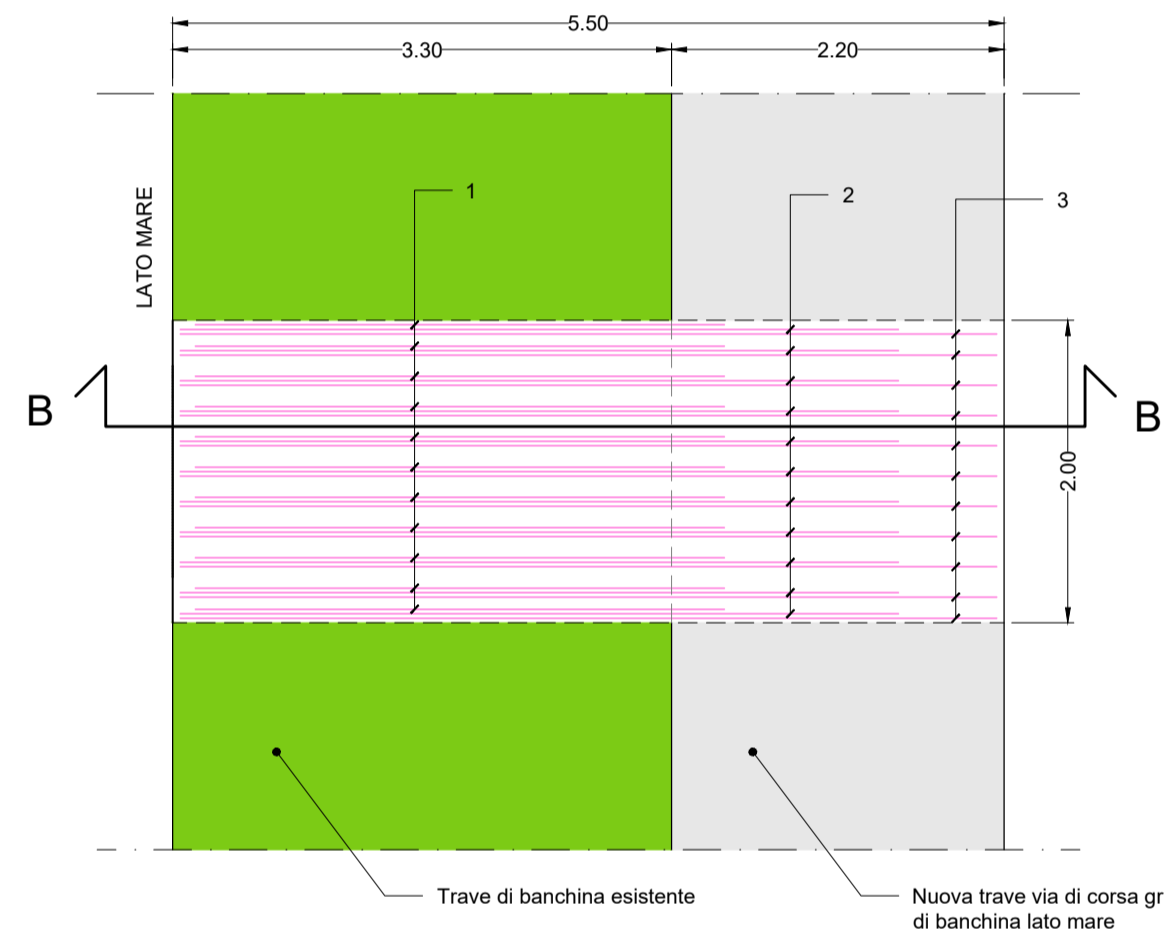 5.50
3.30
2.20
LATO MARE
1
2
3
B
B
2.00
Trave di banchina esistente
Nuova trave via di corsa gr
di banchina lato mare